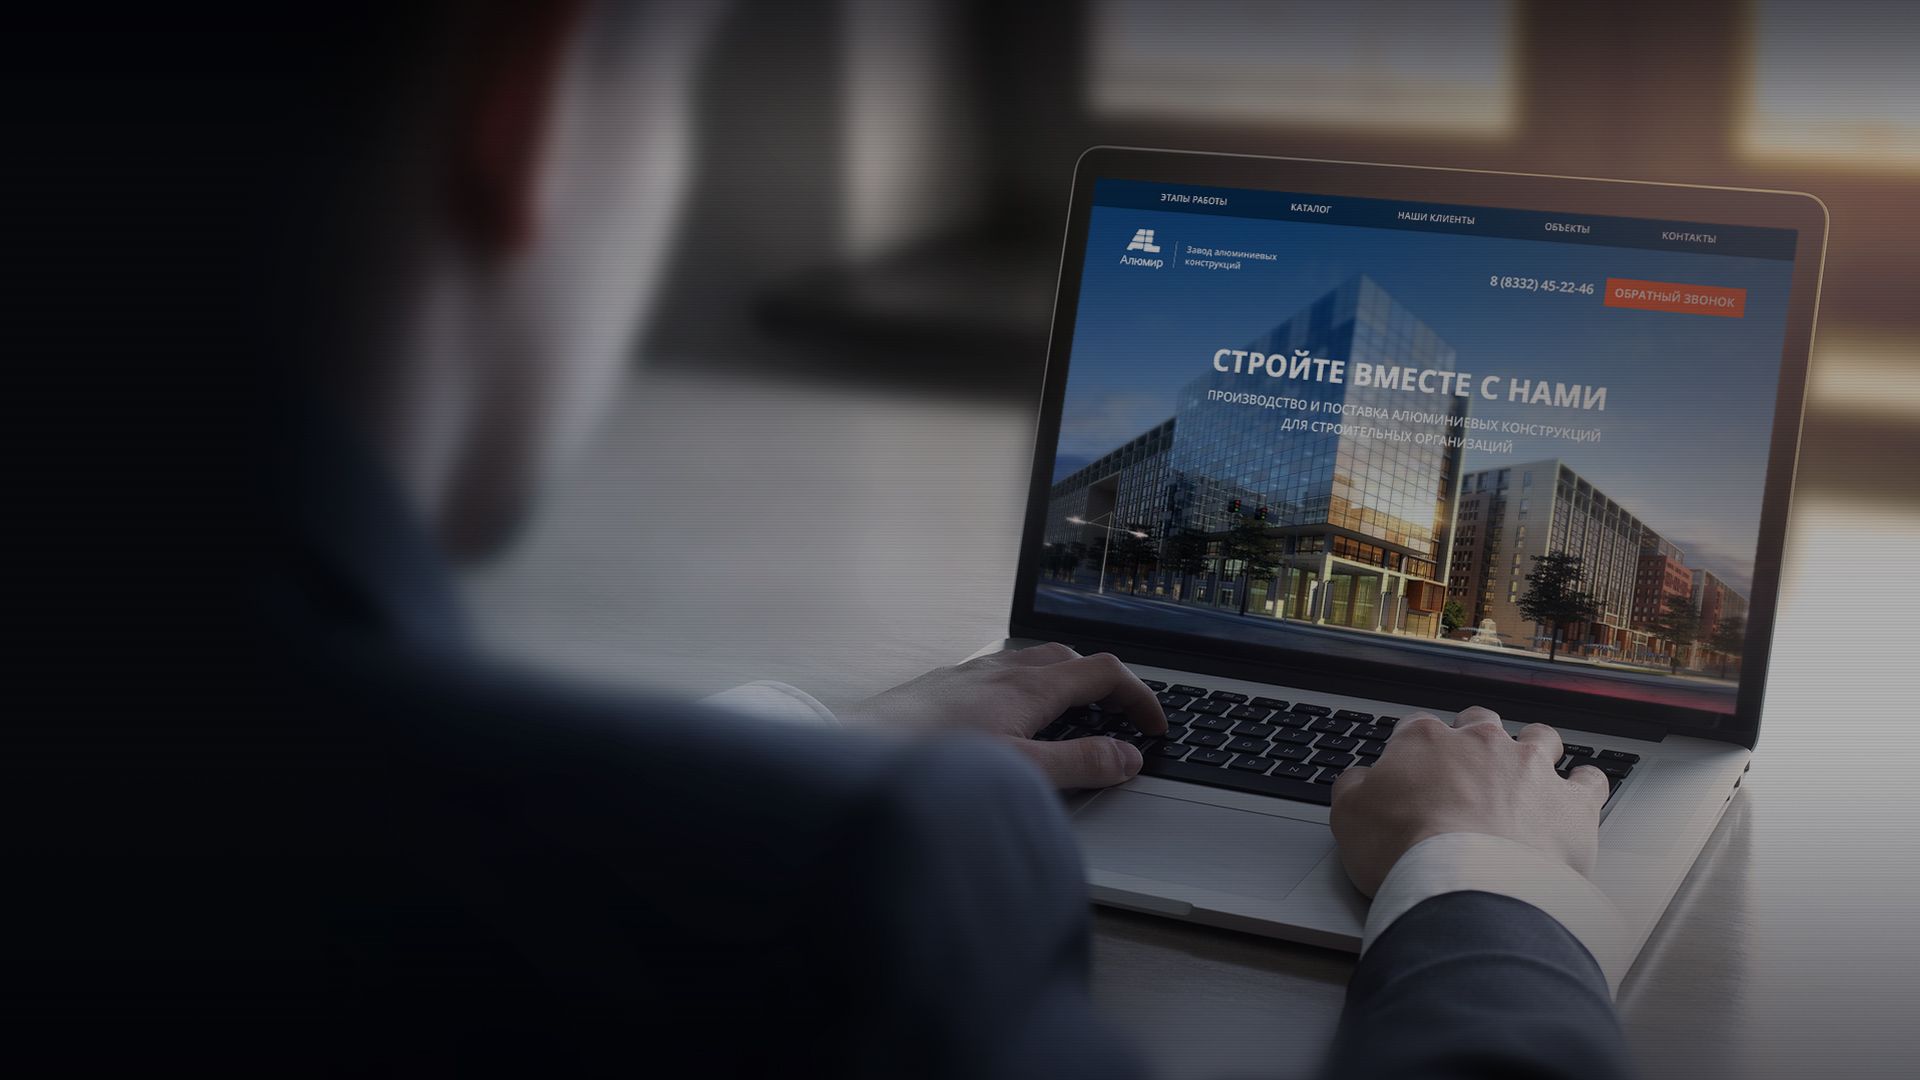 ЭТАПЫ РАБОТЫ
КАТАЛОГ
НАШИ КЛИЕНТЫ
ОБЪЕКТЫ
КОНТАКТЫ
Алюмир
Завод алюминиевых
конструкций
8 (8332) 45-22-46
ОБРАТНЫЙ ЗВОНОК
СТРОЙТЕ ВМЕСТЕ С НАМИ
ПРОИЗВОДСТВО И ПОСТАВКА АЛЮМИНИЕВЫХ КОНСТРУКЦИЙ
ДЛЯ СТРОИТЕЛЬНЫХ ОРГАНИЗАЦИЙ